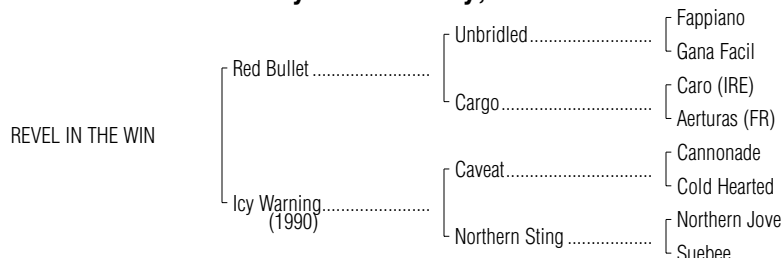 Fappiano
Unbridled
Gana Facil
Red Bullet
Caro (IRE)
Cargo
Aerturas (FR)
REVEL IN THE WIN
Cannonade
Caveat
Cold Hearted
Icy Warning
(1990)
Northern Jove
Northern Sting
Suebee